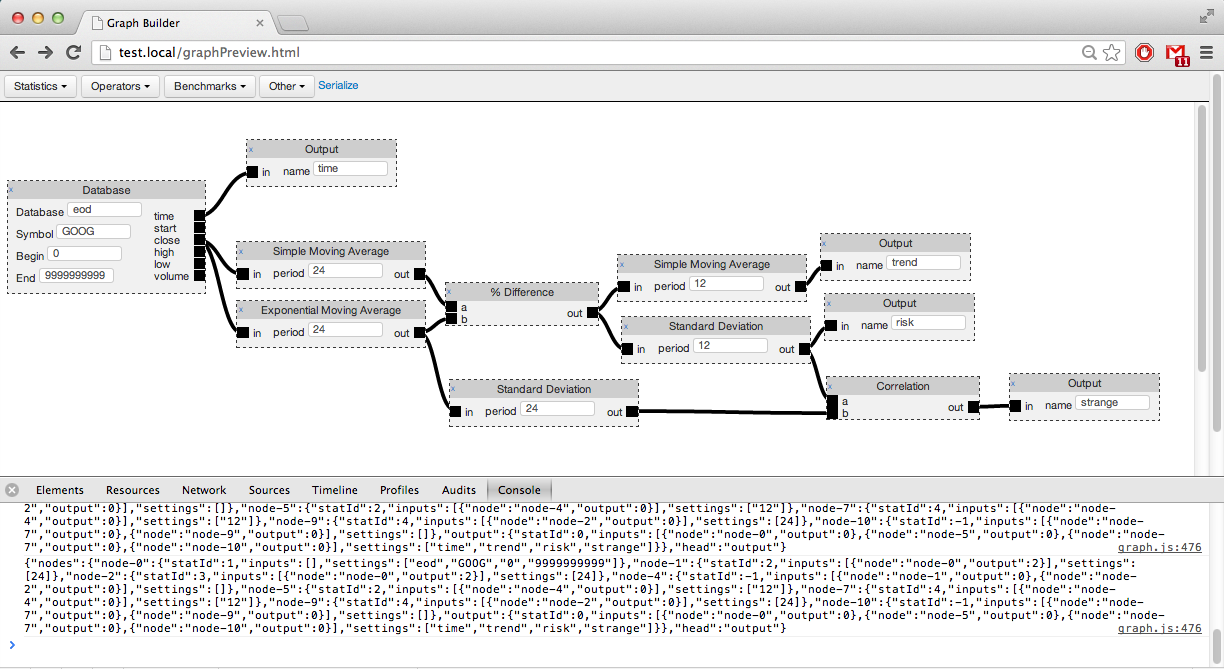 Graph Builder
test.local/graphPreview.html
11
Statistics Operators Benchmarks Other Serialize
x Output
in name time
x Database
Database eod
Symbol GOOG
Begin 0
End 9999999999
time
start
close
high
low
volume
x Simple Moving Average
in period 24 out
x Exponential Moving Average
in period 24 out
x % Difference
a
b
out
x Simple Moving Average
in period 12 out
x Output
in name trend
x Standard Deviation
in period 12 out
x Output
in name risk
x Standard Deviation
in period 24 out
x Correlation
a
b
out
x Output
in name strange
Elements Resources Network Sources Timeline Profiles Audits Console
2","output":0}],"settings":[]},"node-5":{"statId":2,"inputs":[{"node":"node-4","output":0}],"settings":["12"]},"node-7":{"statId":4,"inputs":[{"node":"node-
4","output":0}],"settings":["12"]},"node-9":{"statId":4,"inputs":[{"node":"node-2","output":0}],"settings":[24]},"node-10":{"statId":-1,"inputs":[{"node":"node-
7","output":0},{"node":"node-9","output":0}],"settings":[]},"output":{"statId":0,"inputs":[{"node":"node-0","output":0},{"node":"node-5","output":0},{"node":"node-
7","output":0},{"node":"node-10","output":0}],"settings":["time","trend","risk","strange"]}},"head":"output"}
graph.js:476
{"nodes":{"node-0":{"statId":1,"inputs":[],"settings":["eod","GOOG","0","9999999999"]},"node-1":{"statId":2,"inputs":[{"node":"node-0","output":2}],"settings":
[24]},"node-2":{"statId":3,"inputs":[{"node":"node-0","output":2}],"settings":[24]},"node-4":{"statId":-1,"inputs":[{"node":"node-1","output":0},{"node":"node-
2","output":0}],"settings":[]},"node-5":{"statId":2,"inputs":[{"node":"node-4","output":0}],"settings":["12"]},"node-7":{"statId":4,"inputs":[{"node":"node-
4","output":0}],"settings":["12"]},"node-9":{"statId":4,"inputs":[{"node":"node-2","output":0}],"settings":[24]},"node-10":{"statId":-1,"inputs":[{"node":"node-
7","output":0},{"node":"node-9","output":0}],"settings":[]},"output":{"statId":0,"inputs":[{"node":"node-0","output":0},{"node":"node-5","output":0},{"node":"node-
7","output":0},{"node":"node-10","output":0}],"settings":["time","trend","risk","strange"]}},"head":"output"}
graph.js:476